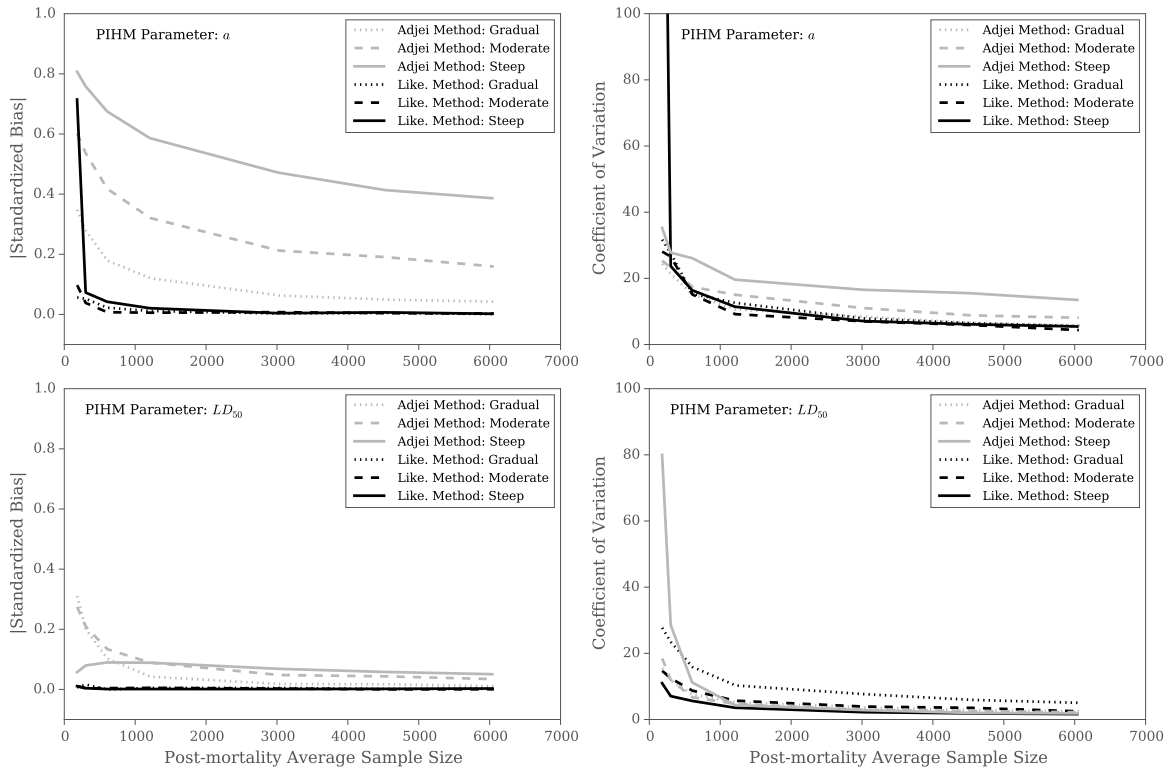 1.0
0.8
0.6
0.4
0.2
0.0
|Standardized Bias|
PIHM Parameter: a
Adjei Method: Gradual
Adjei Method: Moderate
Adjei Method: Steep
Like. Method: Gradual
Like. Method: Moderate
Like. Method: Steep
0 1000 2000 3000 4000 5000 6000 7000
100
80
60
40
20
0
Coefficient of Variation
PIHM Parameter: a
Adjei Method: Gradual
Adjei Method: Moderate
Adjei Method: Steep
Like. Method: Gradual
Like. Method: Moderate
Like. Method: Steep
0 1000 2000 3000 4000 5000 6000 7000
1.0
0.8
0.6
0.4
0.2
0.0
|Standardized Bias|
PIHM Parameter: LD50
Adjei Method: Gradual
Adjei Method: Moderate
Adjei Method: Steep
Like. Method: Gradual
Like. Method: Moderate
Like. Method: Steep
0 1000 2000 3000 4000 5000 6000 7000
Post-mortality Average Sample Size
100
80
60
40
20
0
Coefficient of Variation
PIHM Parameter: LD50
Adjei Method: Gradual
Adjei Method: Moderate
Adjei Method: Steep
Like. Method: Gradual
Like. Method: Moderate
Like. Method: Steep
0 1000 2000 3000 4000 5000 6000 7000
Post-mortality Average Sample Size